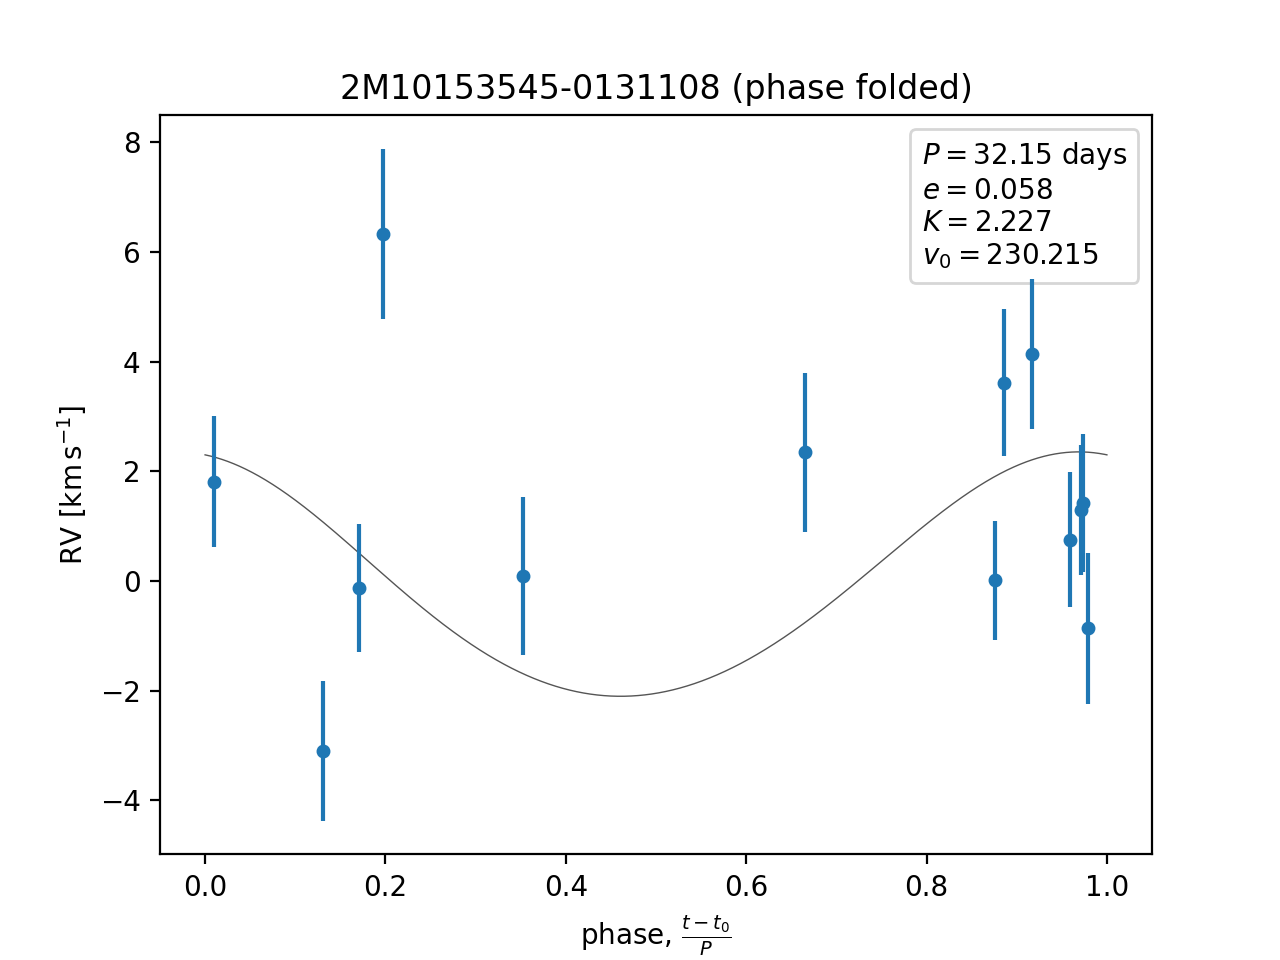 2M10153545-0131108 (phase folded)
P = 32.15 days
e = 0.058
K = 2.227
v₀ = 230.215
8
6
4
2
0
−2
−4
RV [km s⁻¹]
0.0 0.2 0.4 0.6 0.8 1.0
phase, (t − t₀)/P